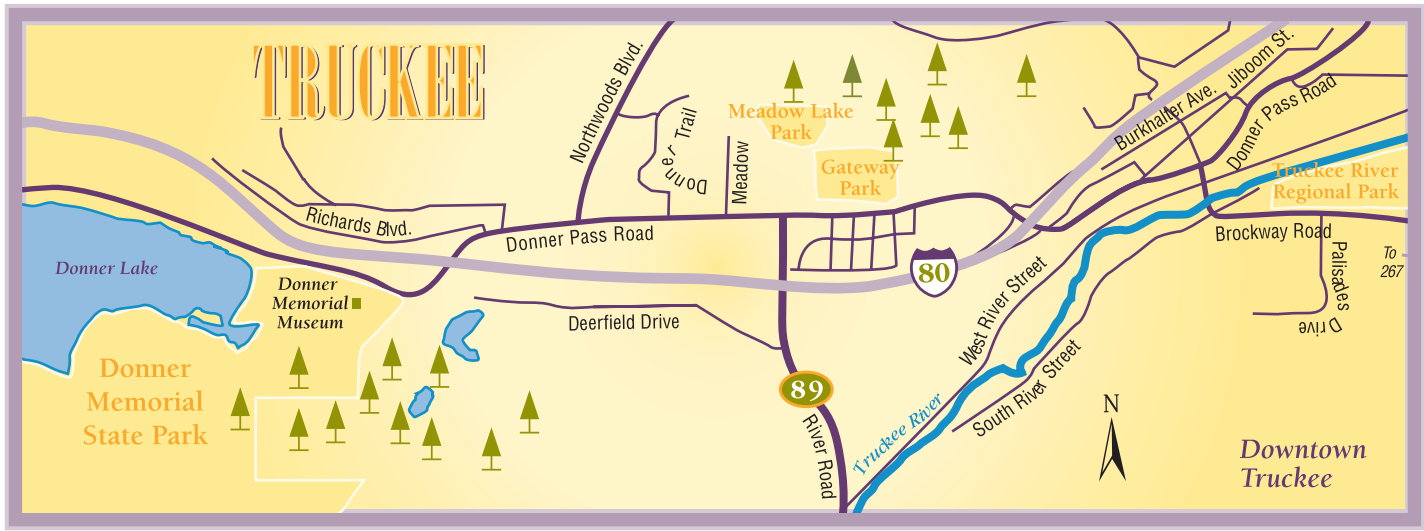 TRUCKEE
Northwoods Blvd.
Donner Trail
Meadow
Meadow Lake
Park
Gateway
Park
Burkhalter Ave.
Jiboom St.
Donner Pass Road
Truckee River
Regional Park
Richards Blvd.
Donner Pass Road
Brockway Road
Palisades
Drive
To
267
Donner Lake
Donner
Memorial
Museum
80
Deerfield Drive
West River Street
South River Street
Donner
Memorial
State Park
89
River Road
Truckee River
N
Downtown
Truckee